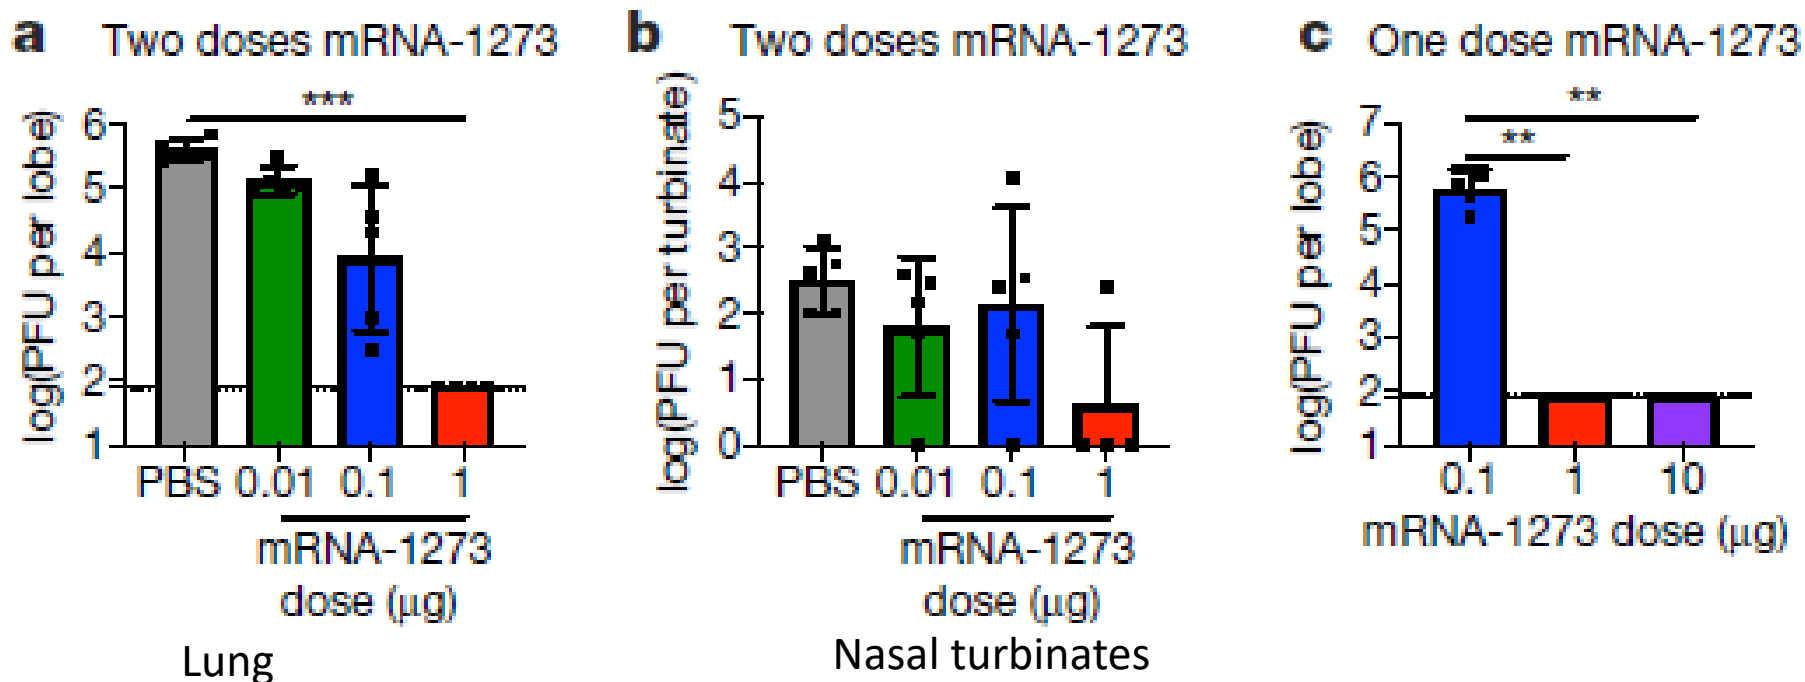 a Two doses mRNA-1273
***
log(PFU per lobe)
6
5
4
3
2
1
PBS 0.01 0.1 1
mRNA-1273
dose (μg)
Lung
b Two doses mRNA-1273
log(PFU per turbinate)
5
4
3
2
1
0
PBS 0.01 0.1 1
mRNA-1273
dose (μg)
Nasal turbinates
c One dose mRNA-1273
**
**
log(PFU per lobe)
7
6
5
4
3
2
1
0.1 1 10
mRNA-1273 dose (μg)